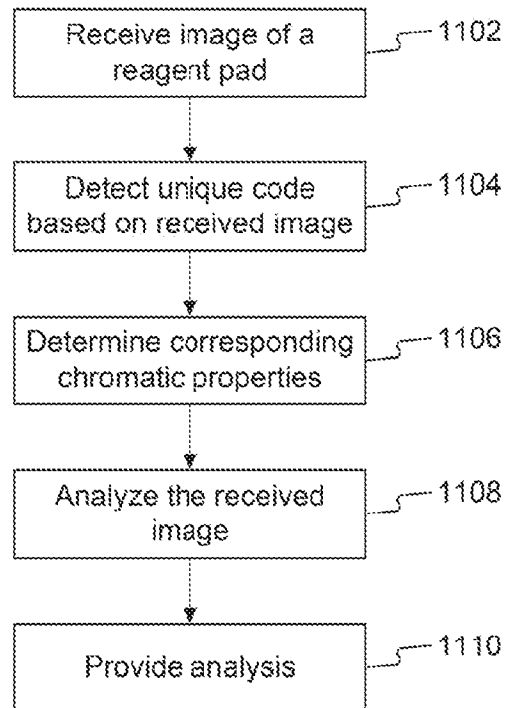 Receive image of a
reagent pad
1102
Detect unique code
based on received image
1104
Determine corresponding
chromatic properties
1106
Analyze the received
image
1108
Provide analysis
1110